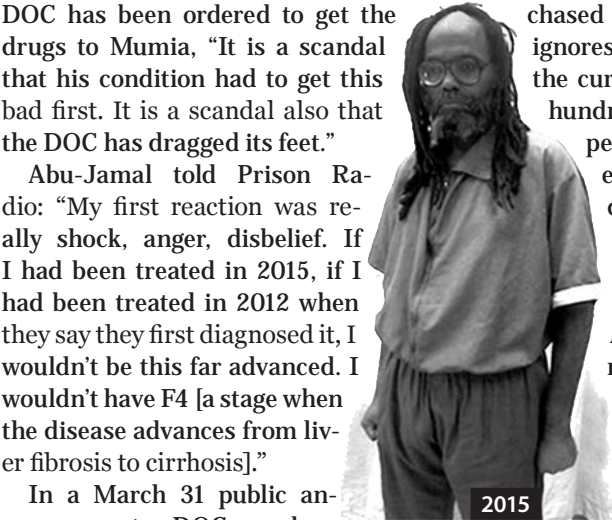 DOC has been ordered to get the
drugs to Mumia, “It is a scandal
that his condition had to get this
bad first. It is a scandal also that
the DOC has dragged its feet.”
Abu-Jamal told Prison Ra-
dio: “My first reaction was re-
ally shock, anger, disbelief. If
I had been treated in 2015, if I
had been treated in 2012 when
they say they first diagnosed it, I
wouldn’t be this far advanced. I
wouldn’t have F4 [a stage when
the disease advances from liv-
er fibrosis to cirrhosis].”
In a March 31 public an-
2015
chased
ignores
the cur
hundr
pe